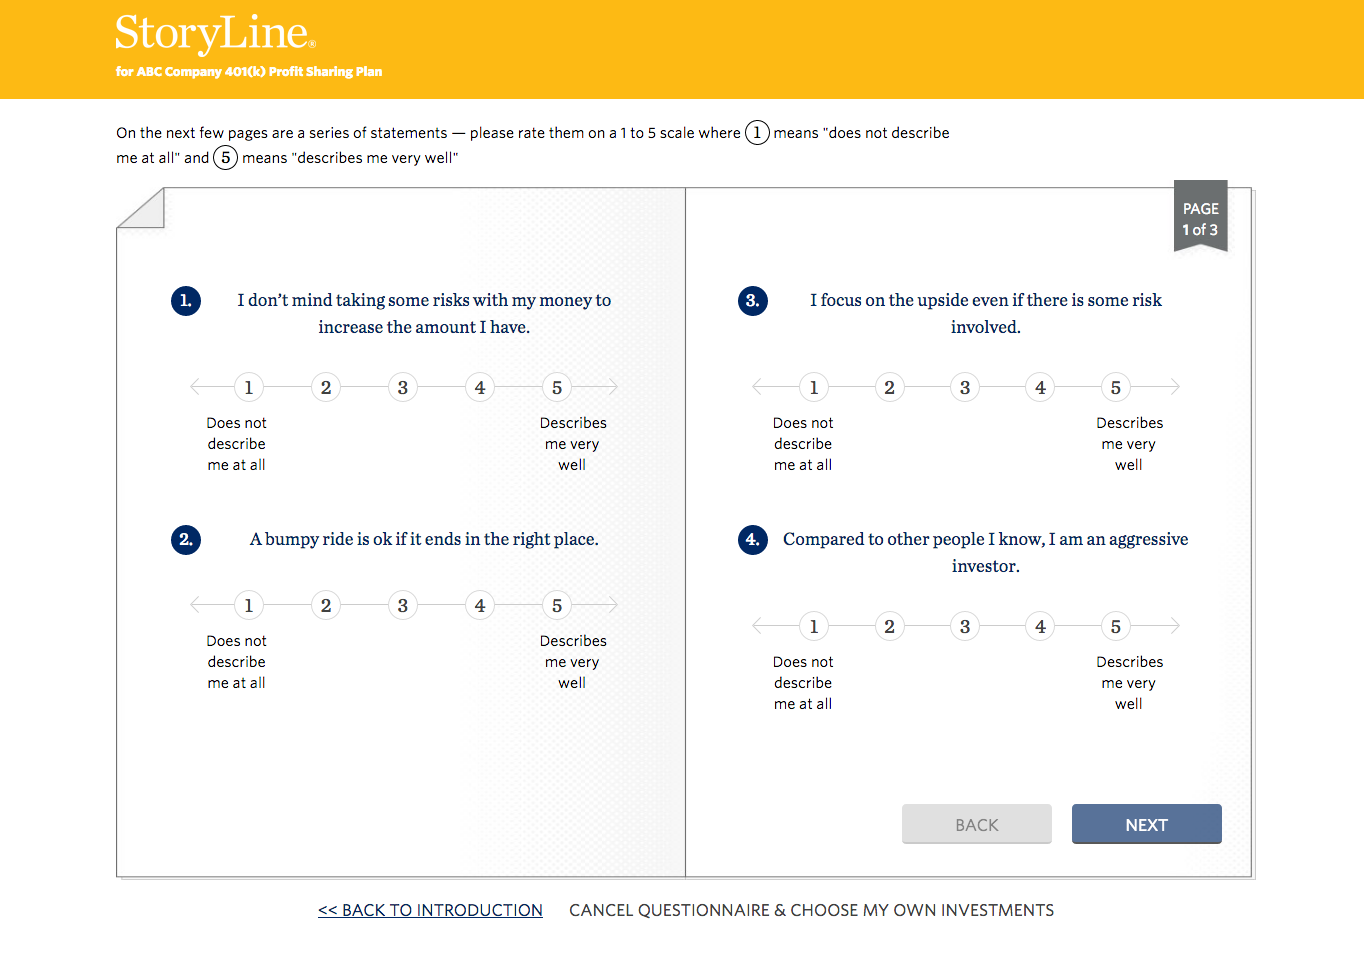 StoryLine®
for ABC Company 401(k) Profit Sharing Plan
On the next few pages are a series of statements — please rate them on a 1 to 5 scale where 1 means "does not describe
me at all" and 5 means "describes me very well"
PAGE
1 of 3
1. I don’t mind taking some risks with my money to
increase the amount I have.
1 2 3 4 5
Does not
describe
me at all
Describes
me very
well
2. A bumpy ride is ok if it ends in the right place.
1 2 3 4 5
Does not
describe
me at all
Describes
me very
well
3. I focus on the upside even if there is some risk
involved.
1 2 3 4 5
Does not
describe
me at all
Describes
me very
well
4. Compared to other people I know, I am an aggressive
investor.
1 2 3 4 5
Does not
describe
me at all
Describes
me very
well
BACK NEXT
<< BACK TO INTRODUCTION CANCEL QUESTIONNAIRE & CHOOSE MY OWN INVESTMENTS